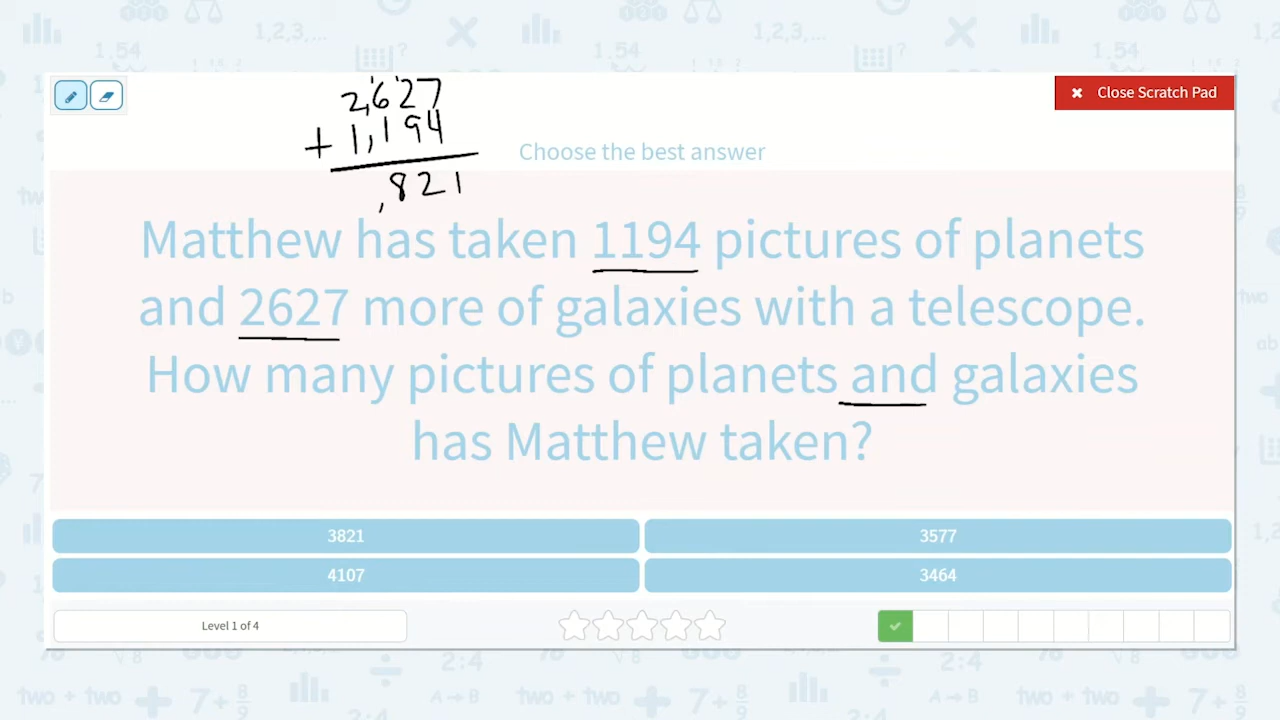 ✖ Close Scratch Pad
2,627
+ 1,194
,821
Choose the best answer
Matthew has taken 1194 pictures of planets
and 2627 more of galaxies with a telescope.
How many pictures of planets and galaxies
has Matthew taken?
3821
3577
4107
3464
Level 1 of 4